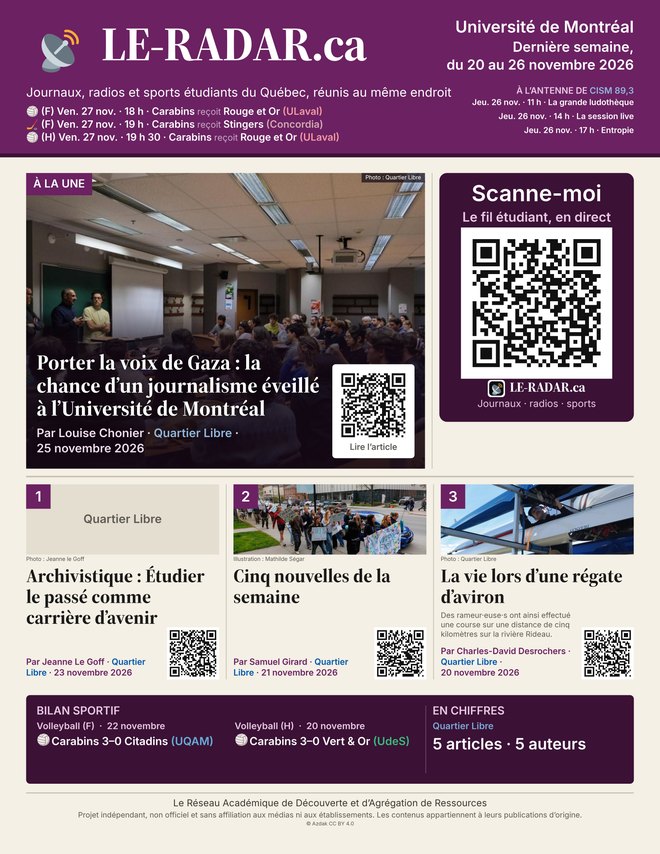 LE-RADAR.ca
Université de Montréal
Dernière semaine,
du 20 au 26 novembre 2026
Journaux, radios et sports étudiants du Québec, réunis au même endroit
(F) Ven. 27 nov. · 18 h · Carabins reçoit Rouge et Or (ULaval)
(F) Ven. 27 nov. · 19 h · Carabins reçoit Stingers (Concordia)
(H) Ven. 27 nov. · 19 h 30 · Carabins reçoit Rouge et Or (ULaval)
À L'ANTENNE DE CISM 89,3
Jeu. 26 nov. · 11 h · La grande ludothèque
Jeu. 26 nov. · 14 h · La session live
Jeu. 26 nov. · 17 h · Entropie
À LA UNE
Photo : Quartier Libre
Porter la voix de Gaza : la
chance d'un journalisme éveillé
à l'Université de Montréal
Par Louise Chonier · Quartier Libre ·
25 novembre 2026
Lire l'article
Scanne-moi
Le fil étudiant, en direct
LE-RADAR.ca
Journaux · radios · sports
1
Quartier Libre
Photo : Jeanne le Goff
Archivistique : Étudier
le passé comme
carrière d'avenir
Par Jeanne Le Goff · Quartier
Libre · 23 novembre 2026
2
Illustration : Mathilde Ségar
Cinq nouvelles de la
semaine
Par Samuel Girard · Quartier
Libre · 21 novembre 2026
3
Photo : Quartier Libre
La vie lors d'une régate
d'aviron
Des rameur·euse·s ont ainsi effectué
une course sur une distance de cinq
kilomètres sur la rivière Rideau.
Par Charles-David Desrochers ·
Quartier Libre ·
20 novembre 2026
BILAN SPORTIF
Volleyball (F) · 22 novembre
Carabins 3–0 Citadins (UQAM)
Volleyball (H) · 20 novembre
Carabins 3–0 Vert & Or (UdeS)
EN CHIFFRES
Quartier Libre
5 articles · 5 auteurs
Le Réseau Académique de Découverte et d'Agrégation de Ressources
Projet indépendant, non officiel et sans affiliation aux médias ni aux établissements. Les contenus appartiennent à leurs publications d'origine.
© Azdak CC BY 4.0